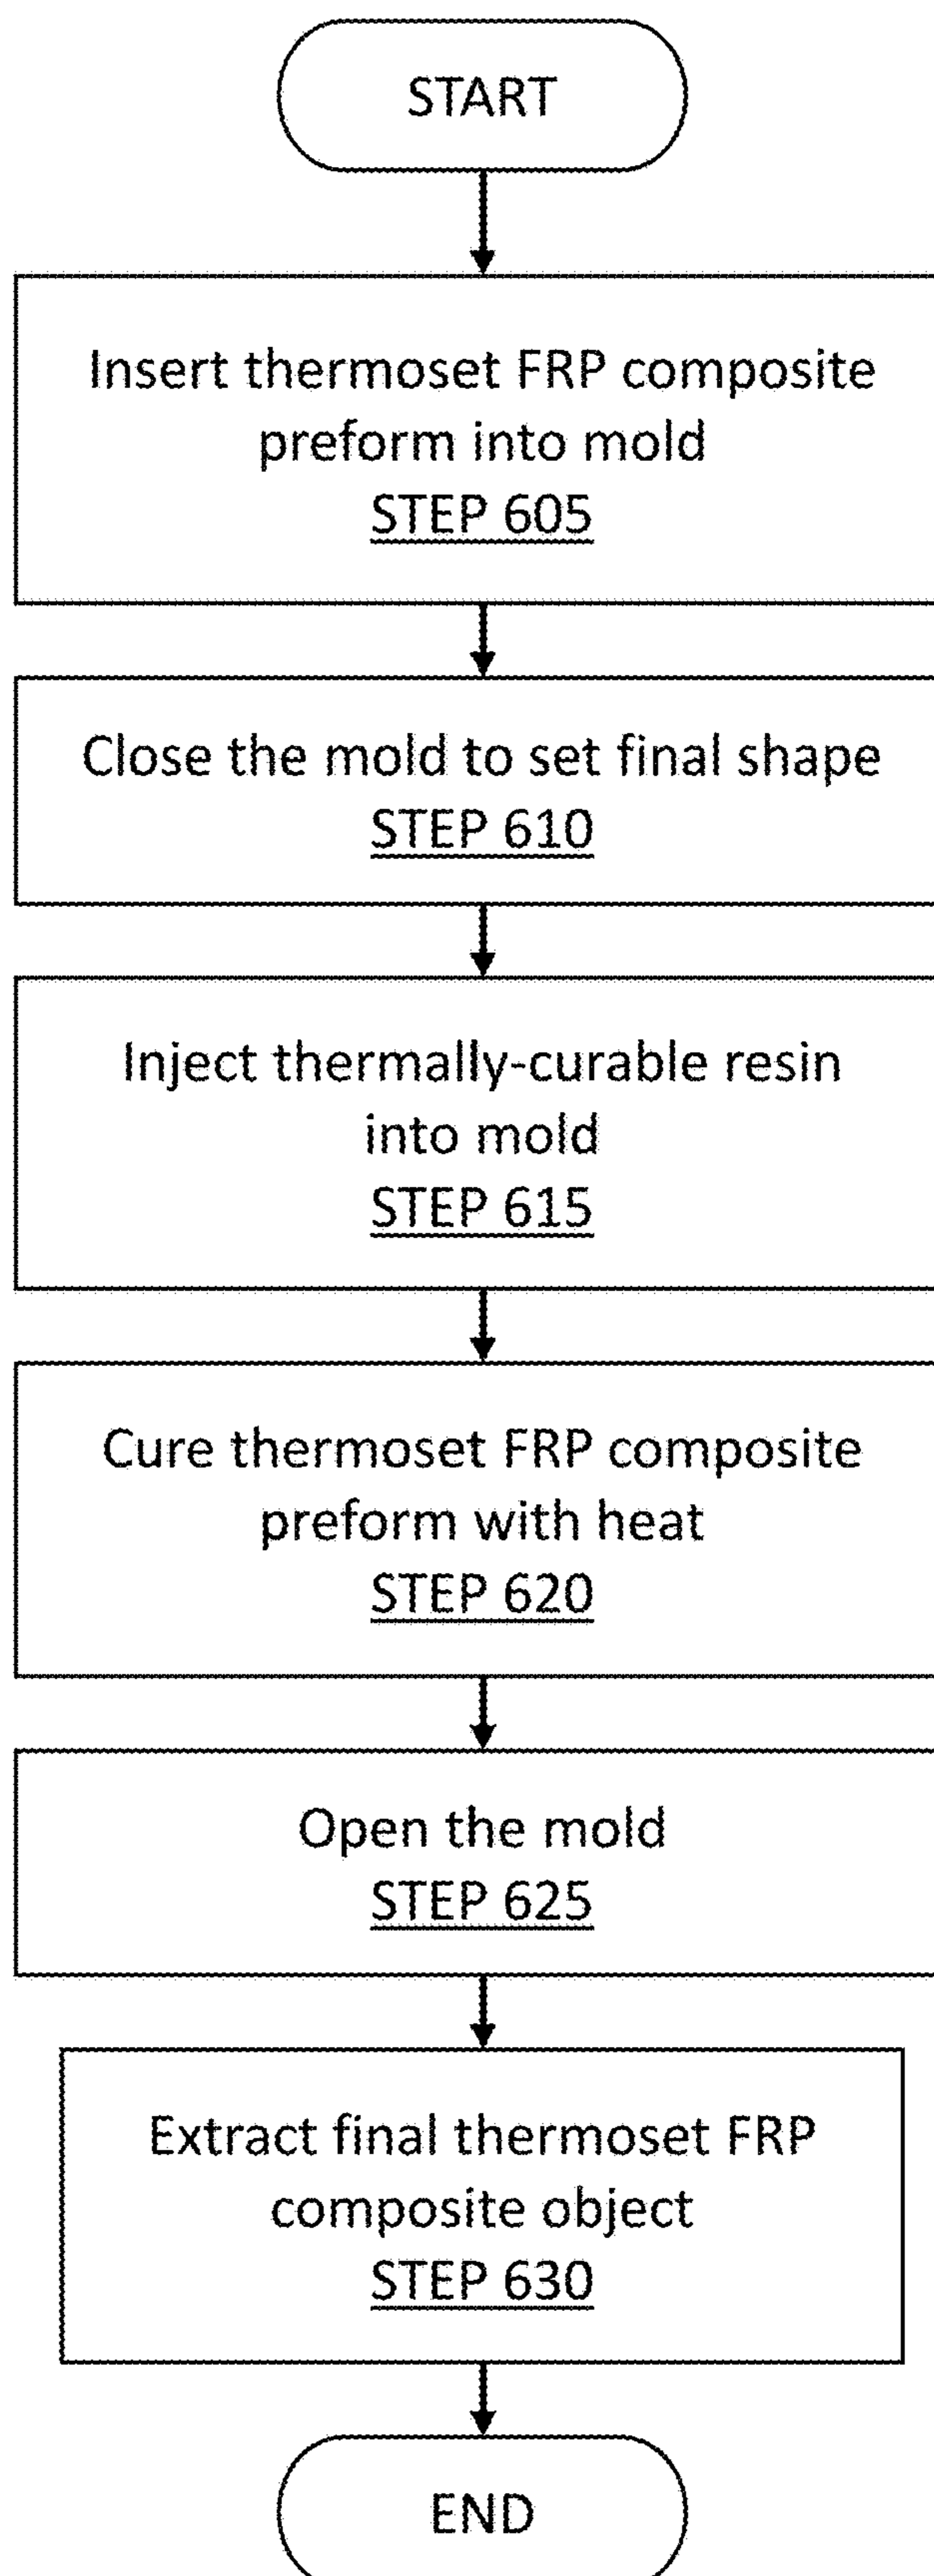 START
Insert thermoset FRP composite
preform into mold
STEP 605
Close the mold to set final shape
STEP 610
Inject thermally-curable resin
into mold
STEP 615
Cure thermoset FRP composite
preform with heat
STEP 620
Open the mold
STEP 625
Extract final thermoset FRP
composite object
STEP 630
END